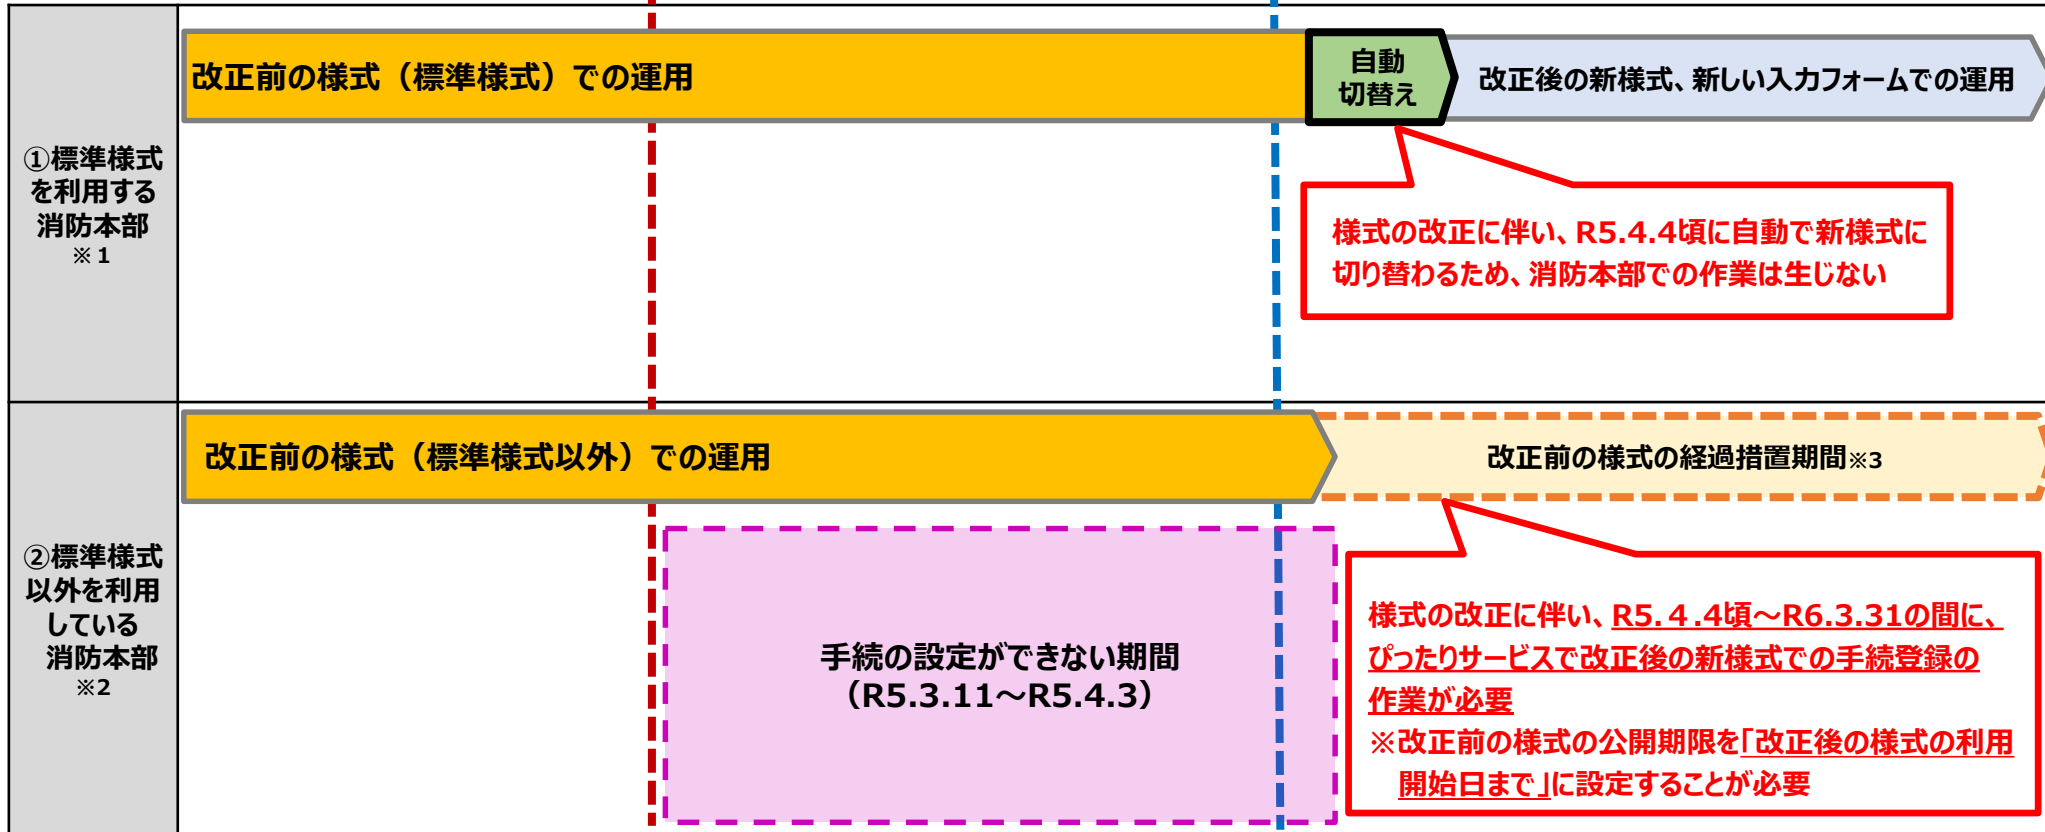 ①標準様式
を利用する
消防本部
※１
改正前の様式（標準様式）での運用
自動
切替え
改正後の新様式、新しい入力フォームでの運用
様式の改正に伴い、R5.4.4頃に自動で新様式に
切り替わるため、消防本部での作業は生じない
②標準様式
以外を利用
している
消防本部
※2
改正前の様式（標準様式以外）での運用
改正前の様式の経過措置期間※3
手続の設定ができない期間
（R5.3.11～R5.4.3）
様式の改正に伴い、R5.４.4頃～R6.3.31の間に、
ぴったりサービスで改正後の新様式での手続登録の
作業が必要
※改正前の様式の公開期限を「改正後の様式の利用
開始日まで」に設定することが必要